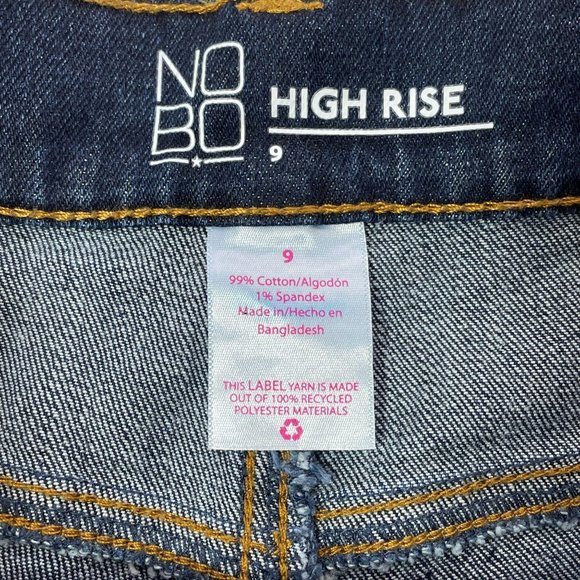 NO
BO
HIGH RISE
9
9
99% Cotton/Algodón
1% Spandex
Made in/Hecho en
Bangladesh
THIS LABEL YARN IS MADE
OUT OF 100% RECYCLED
POLYESTER MATERIALS